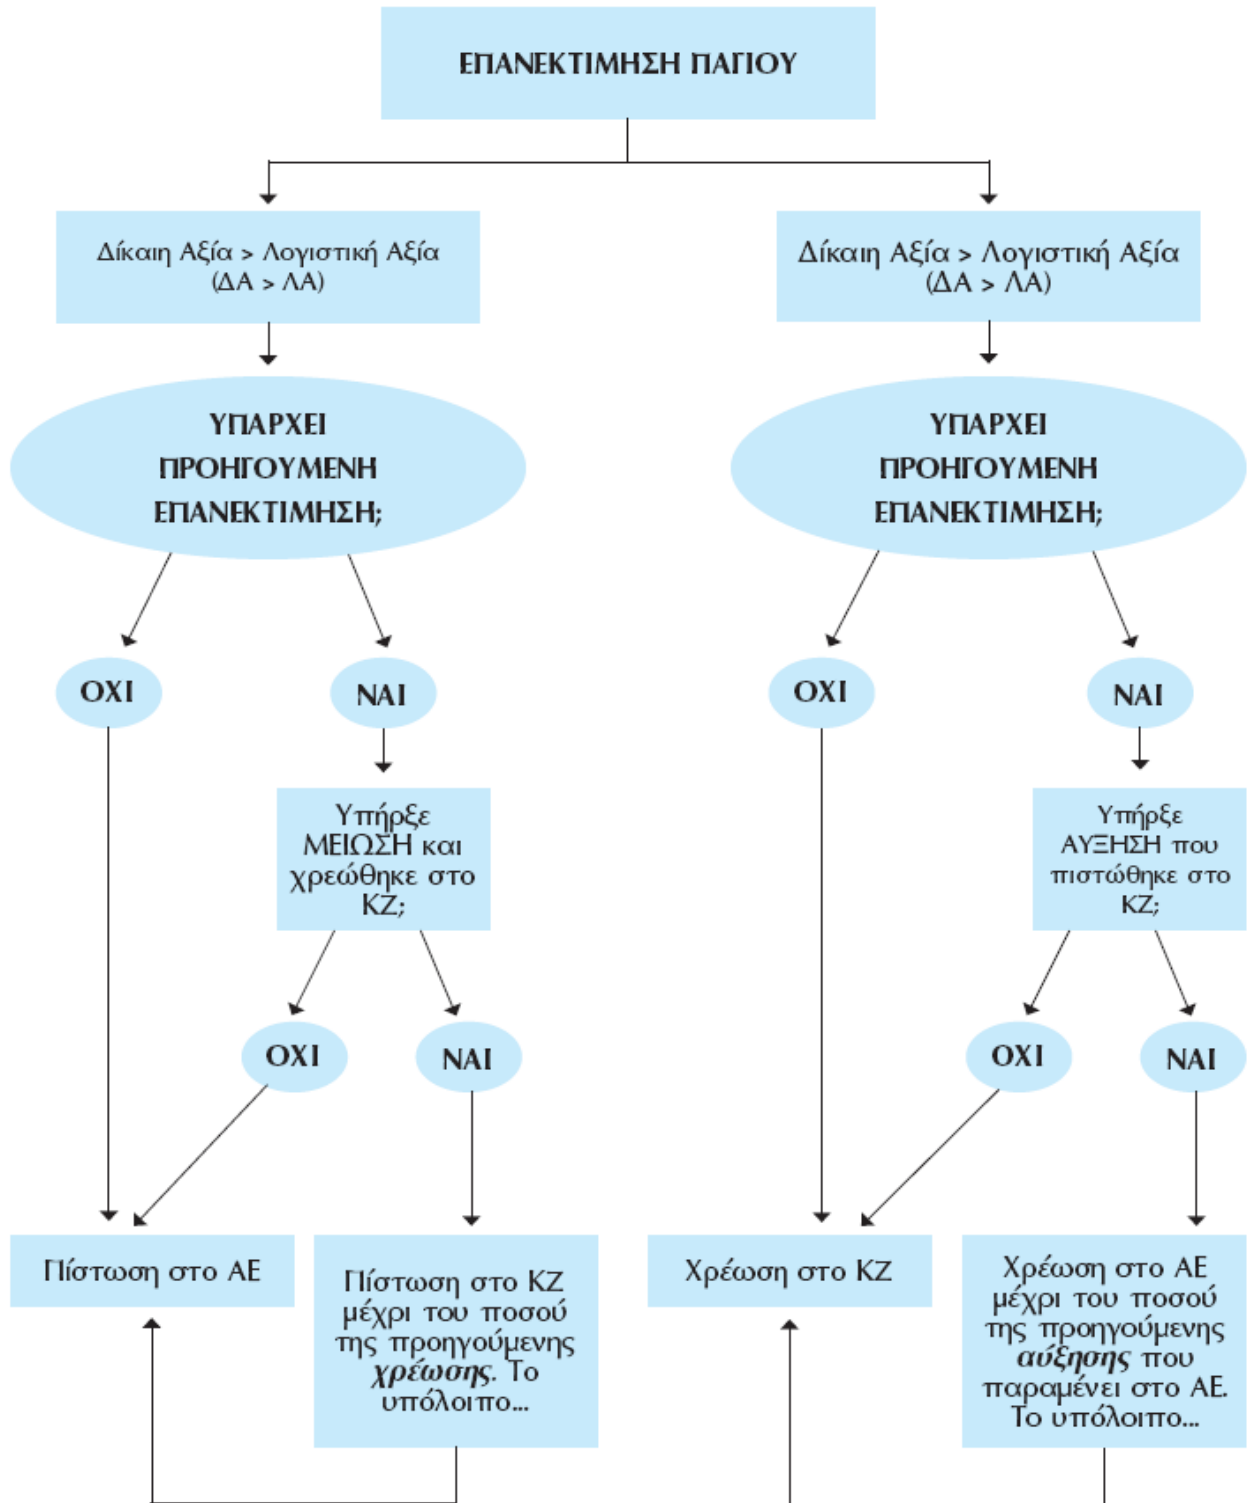 ΕΠΑΝΕΚΤΙΜΗΣΗ ΠΑΓΙΟΥ
Δίκαιη Αξία > Λογιστική Αξία
(ΔΑ > ΛΑ)
ΥΠΑΡΧΕΙ
ΠΡΟΗΓΟΥΜΕΝΗ
ΕΠΑΝΕΚΤΙΜΗΣΗ;
ΟΧΙ
ΝΑΙ
Υπήρξε
ΜΕΙΩΣΗ και
χρεώθηκε στο
ΚΖ;
ΟΧΙ
ΝΑΙ
Πίστωση στο ΑΕ
Πίστωση στο ΚΖ
μέχρι του ποσού
της προηγούμενης
χρέωσης. Το
υπόλοιπο...
Δίκαιη Αξία > Λογιστική Αξία
(ΔΑ > ΛΑ)
ΥΠΑΡΧΕΙ
ΠΡΟΗΓΟΥΜΕΝΗ
ΕΠΑΝΕΚΤΙΜΗΣΗ;
ΟΧΙ
ΝΑΙ
Υπήρξε
ΑΥΞΗΣΗ που
πιστώθηκε στο
ΚΖ;
ΟΧΙ
ΝΑΙ
Χρέωση στο ΚΖ
Χρέωση στο ΑΕ
μέχρι του ποσού
της προηγούμενης
αύξησης που
παραμένει στο ΑΕ.
Το υπόλοιπο...